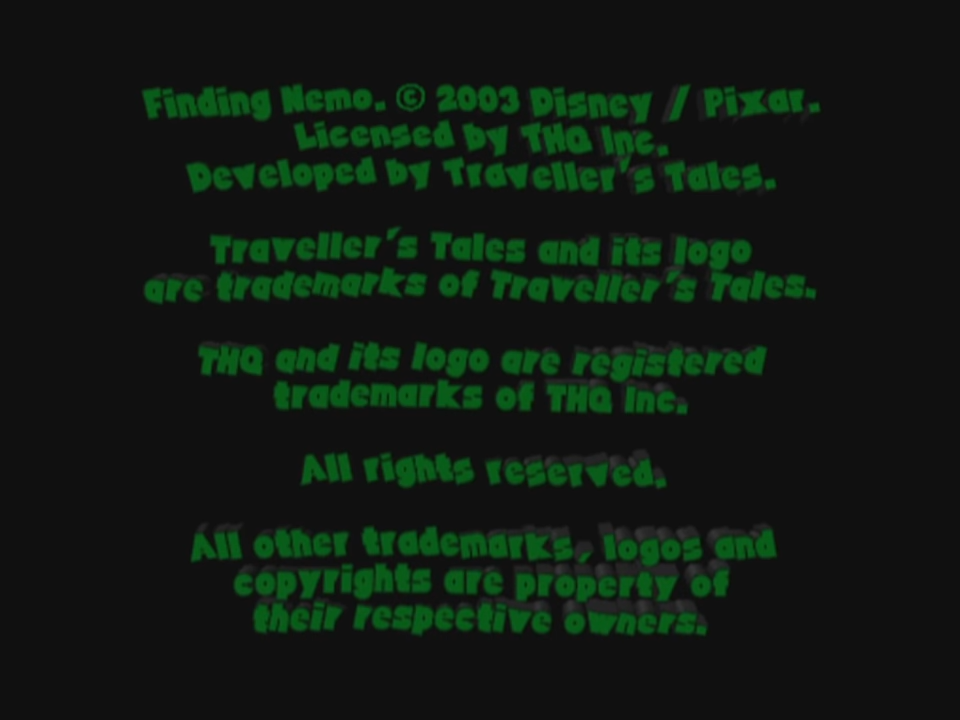 Finding Nemo. © 2003 Disney / Pixar.
Licensed by THQ Inc.
Developed by Traveller's Tales.
Traveller's Tales and its logo
are trademarks of Traveller's Tales.
THQ and its logo are registered
trademarks of THQ Inc.
All rights reserved.
All other trademarks, logos and
copyrights are property of
their respective owners.